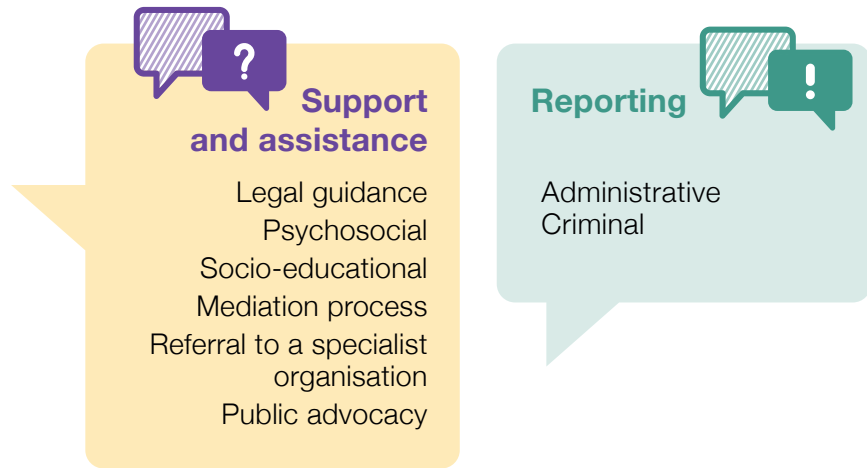 ?
Support
and assistance
Legal guidance
Psychosocial
Socio-educational
Mediation process
Referral to a specialist
organisation
Public advocacy
!
Reporting
Administrative
Criminal